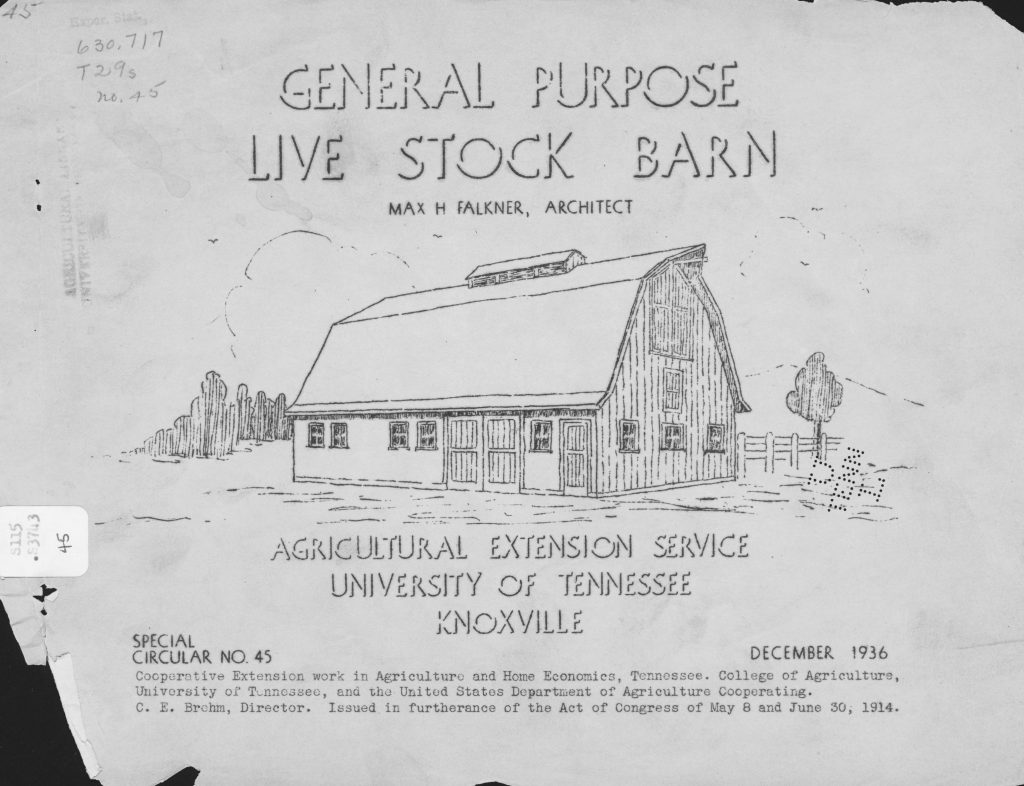 45
Exper. Stat.
630.717
T29s
no. 45
GENERAL PURPOSE
LIVE STOCK BARN
MAX H FALKNER, ARCHITECT
S115
.S3743
45
AGRICULTURAL EXTENSION SERVICE
UNIVERSITY OF TENNESSEE
KNOXVILLE
SPECIAL
CIRCULAR NO. 45
DECEMBER 1936
Cooperative Extension work in Agriculture and Home Economics, Tennessee. College of Agriculture,
University of Tennessee, and the United States Department of Agriculture Cooperating.
C. E. Brehm, Director. Issued in furtherance of the Act of Congress of May 8 and June 30, 1914.